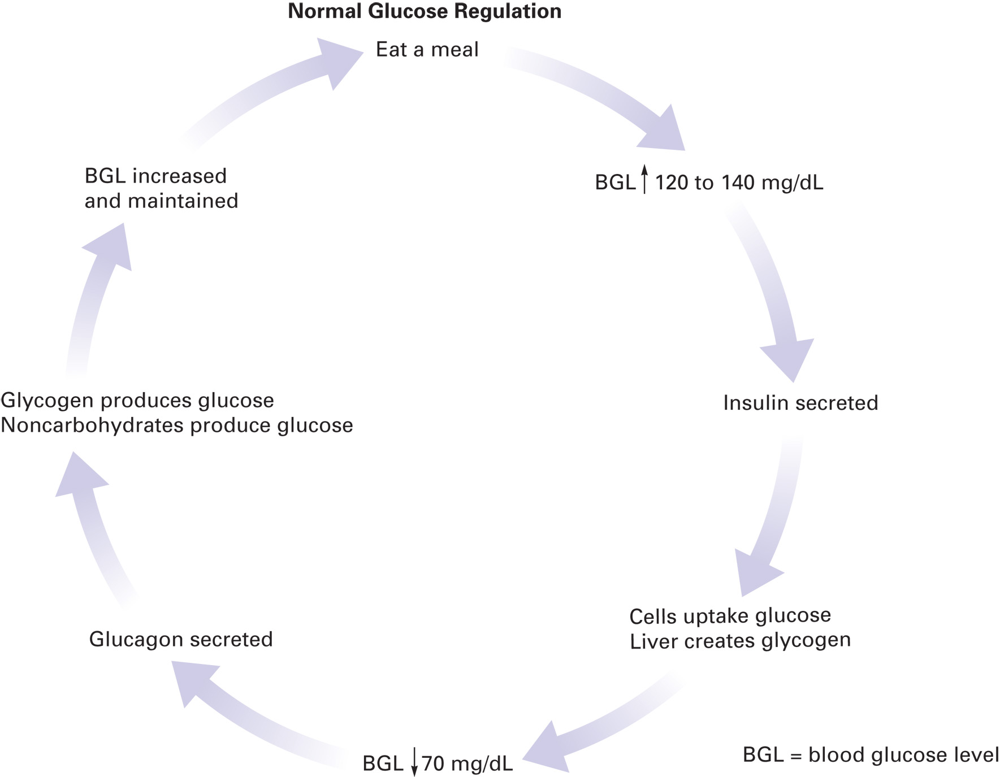 Normal Glucose Regulation
Eat a meal
BGL ↑ 120 to 140 mg/dL
Insulin secreted
Cells uptake glucose
Liver creates glycogen
BGL ↓ 70 mg/dL
Glucagon secreted
Glycogen produces glucose
Noncarbohydrates produce glucose
BGL increased
and maintained
BGL = blood glucose level